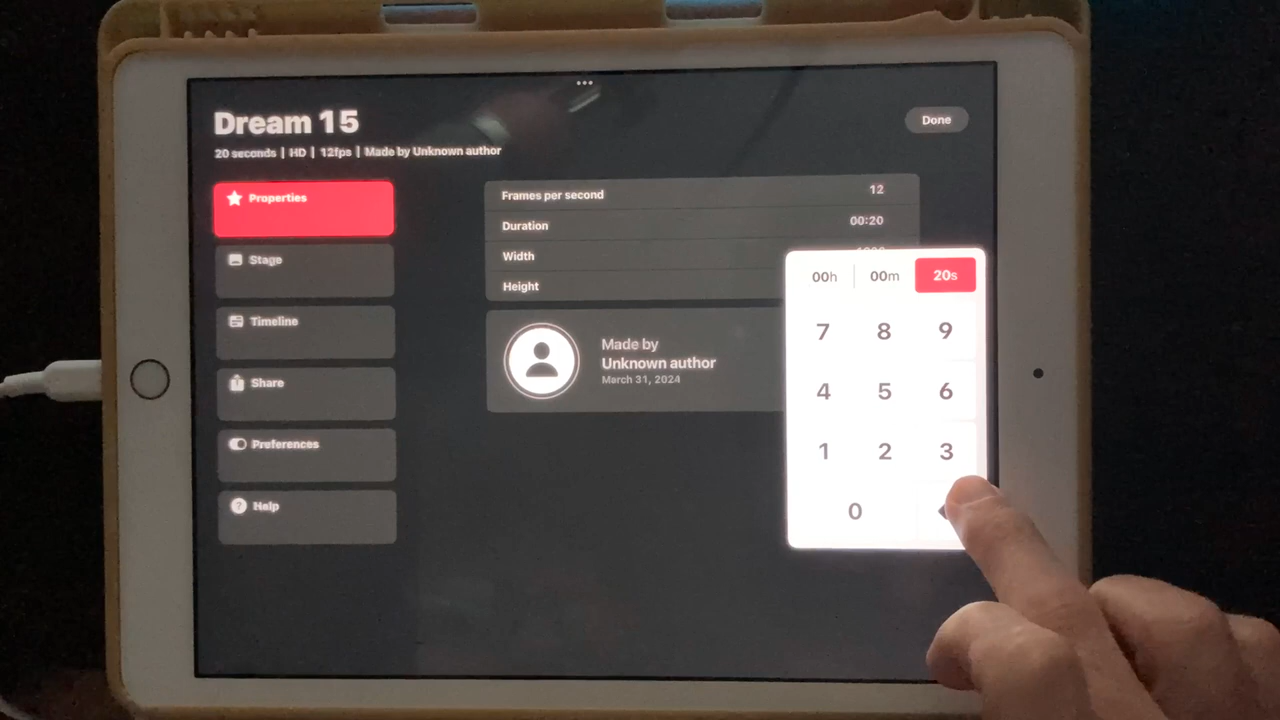 Dream 15
Done
20 seconds | HD | 12fps | Made by Unknown author
Properties
Stage
Timeline
Share
Preferences
Help
Frames per second 12
Duration 00:20
Width
Height
Made by
Unknown author
March 31, 2024
00h 00m 20s
7 8 9
4 5 6
1 2 3
0